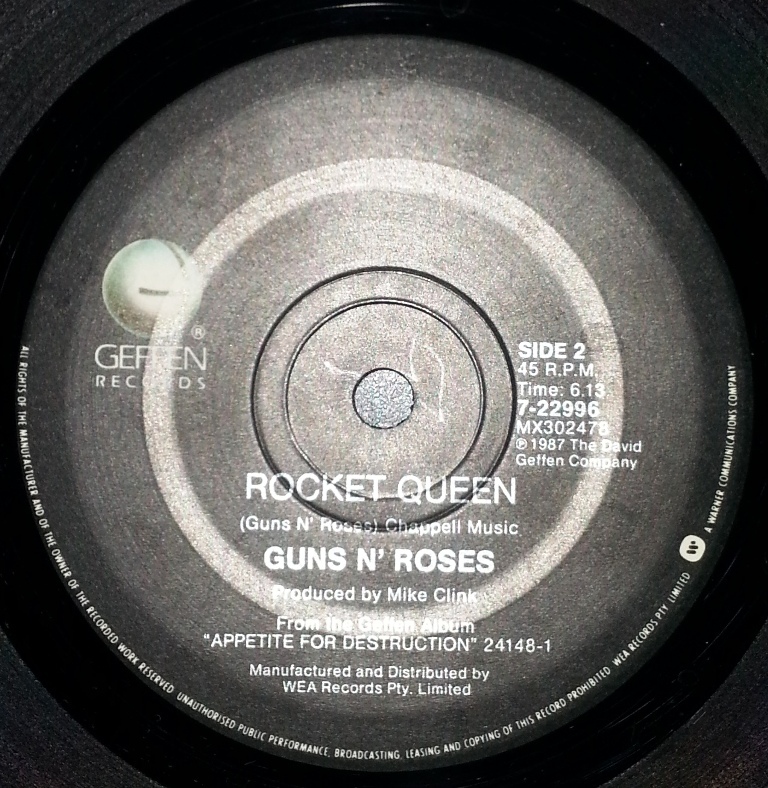 GEFFEN
RECORDS
®
SIDE 2
45 R.P.M.
Time: 6.13
7-22996
MX302478
℗ 1987 The David
Geffen Company
ROCKET QUEEN
(Guns N' Roses) Chappell Music
GUNS N' ROSES
Produced by Mike Clink
From the Geffen Album
"APPETITE FOR DESTRUCTION" 24148-1
Manufactured and Distributed by
WEA Records Pty. Limited
ALL RIGHTS OF THE MANUFACTURER AND OF THE OWNER OF THE RECORDED WORK RESERVED UNAUTHORISED PUBLIC PERFORMANCE, BROADCASTING, LEASING AND COPYING OF THIS RECORD PROHIBITED WEA RECORDS PTY. LIMITED A WARNER COMMUNICATIONS COMPANY